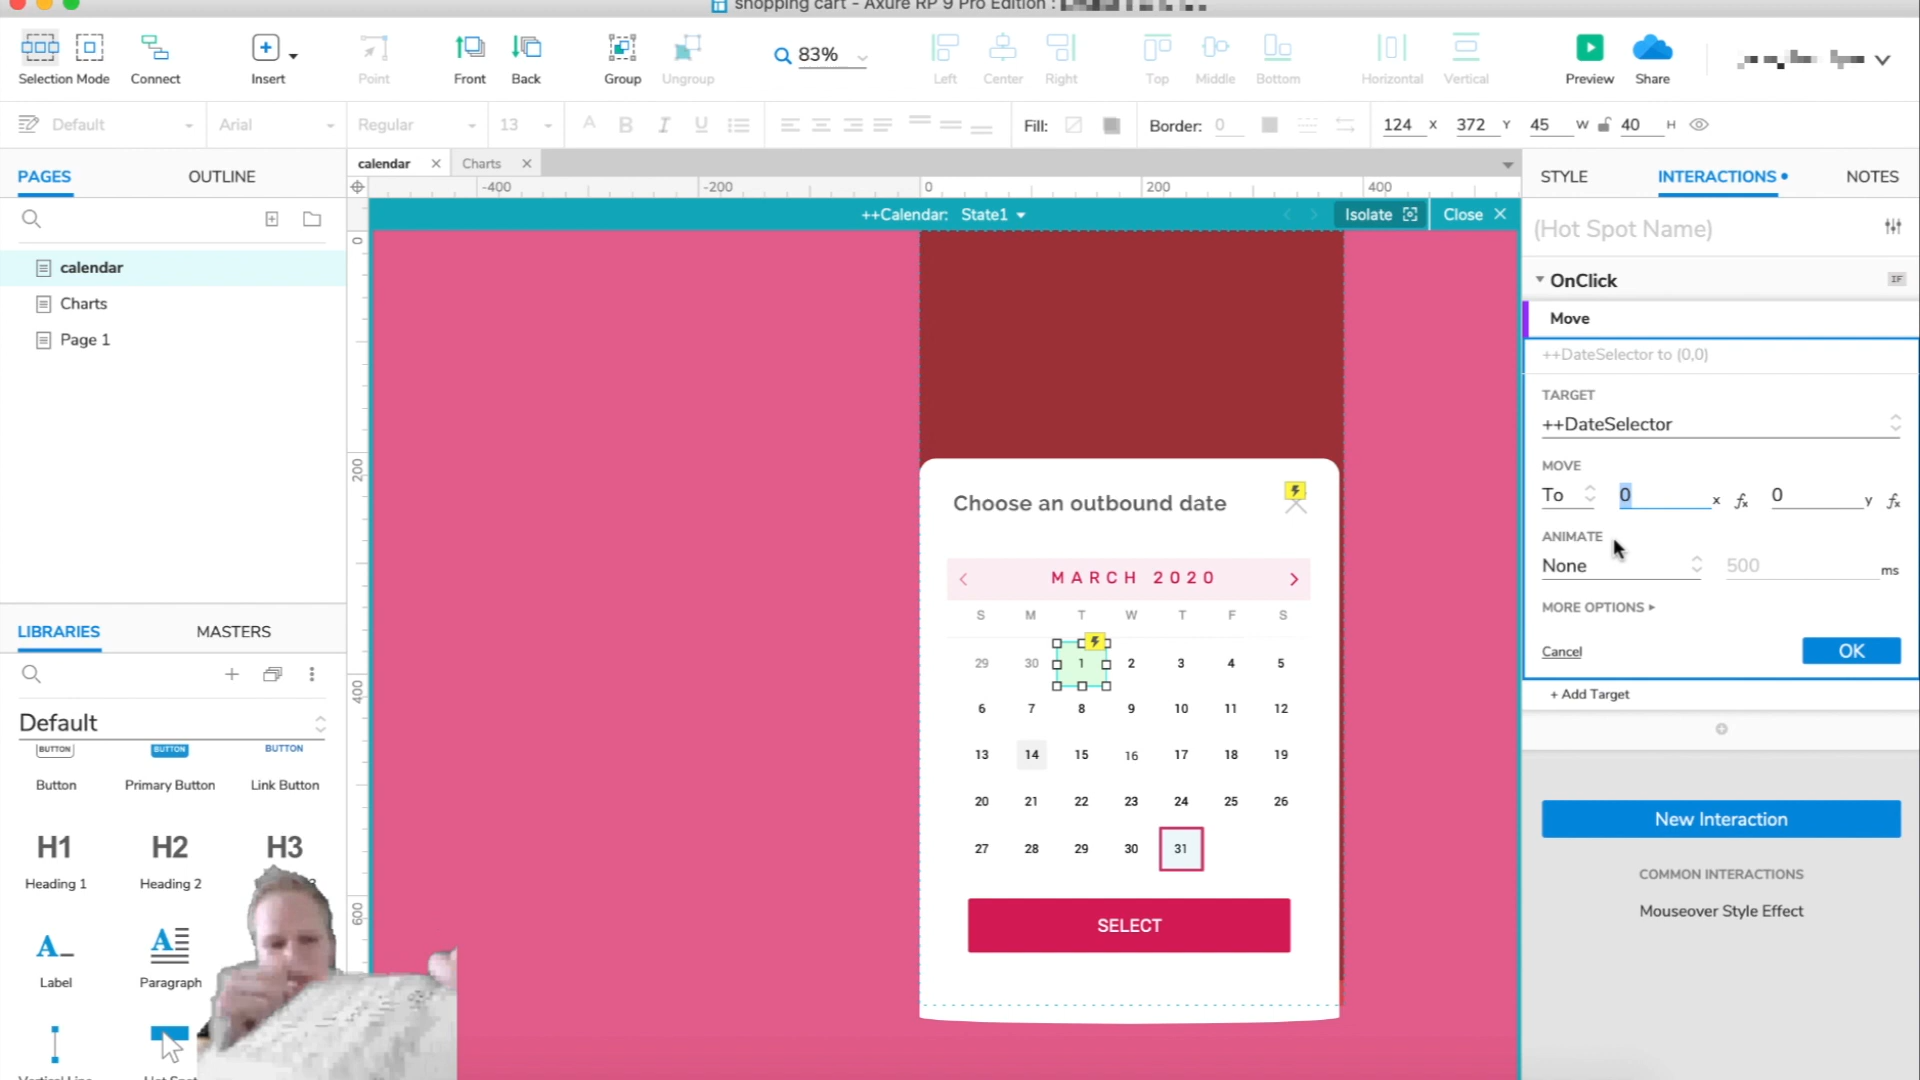 shopping cart - Axure RP 9 Pro Edition :
Selection Mode
Connect
Insert
Point
Front
Back
Group
Ungroup
83%
Left
Center
Right
Top
Middle
Bottom
Horizontal
Vertical
Preview
Share
Default
Arial
Regular
13
A B I U
Fill:
Border: 0
124 X 372 Y 45 W 40 H
PAGES
OUTLINE
calendar
Charts
Page 1
calendar
Charts
-400 -200 0 200 400
0
200
400
600
++Calendar: State1
Isolate
Close
LIBRARIES
MASTERS
Default
BUTTON
BUTTON
BUTTON
Button
Primary Button
Link Button
H1
H2
H3
Heading 1
Heading 2
A
A
Label
Paragraph
Choose an outbound date
MARCH 2020
S M T W T F S
29 30 1 2 3 4 5
6 7 8 9 10 11 12
13 14 15 16 17 18 19
20 21 22 23 24 25 26
27 28 29 30 31
SELECT
STYLE
INTERACTIONS
NOTES
(Hot Spot Name)
OnClick
IF
Move
++DateSelector to (0,0)
TARGET
++DateSelector
MOVE
To 0 x fx 0 y fx
ANIMATE
None 500 ms
MORE OPTIONS
Cancel
OK
+ Add Target
New Interaction
COMMON INTERACTIONS
Mouseover Style Effect